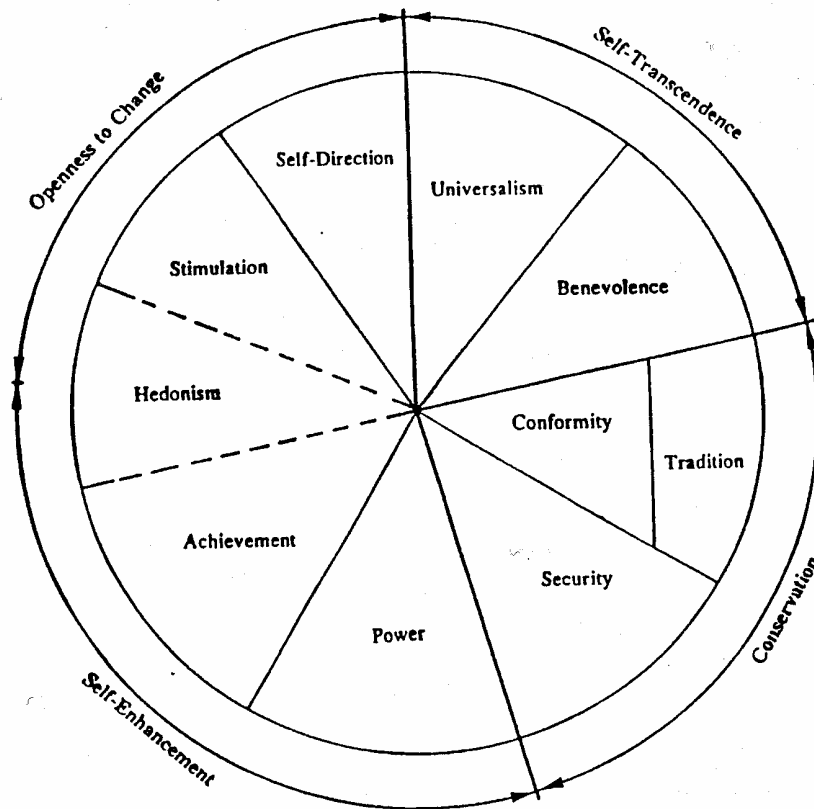 Openness to Change
Self-Transcendence
Self-Direction
Universalism
Stimulation
Benevolence
Hedonism
Conformity
Tradition
Achievement
Security
Power
Conservation
Self-Enhancement